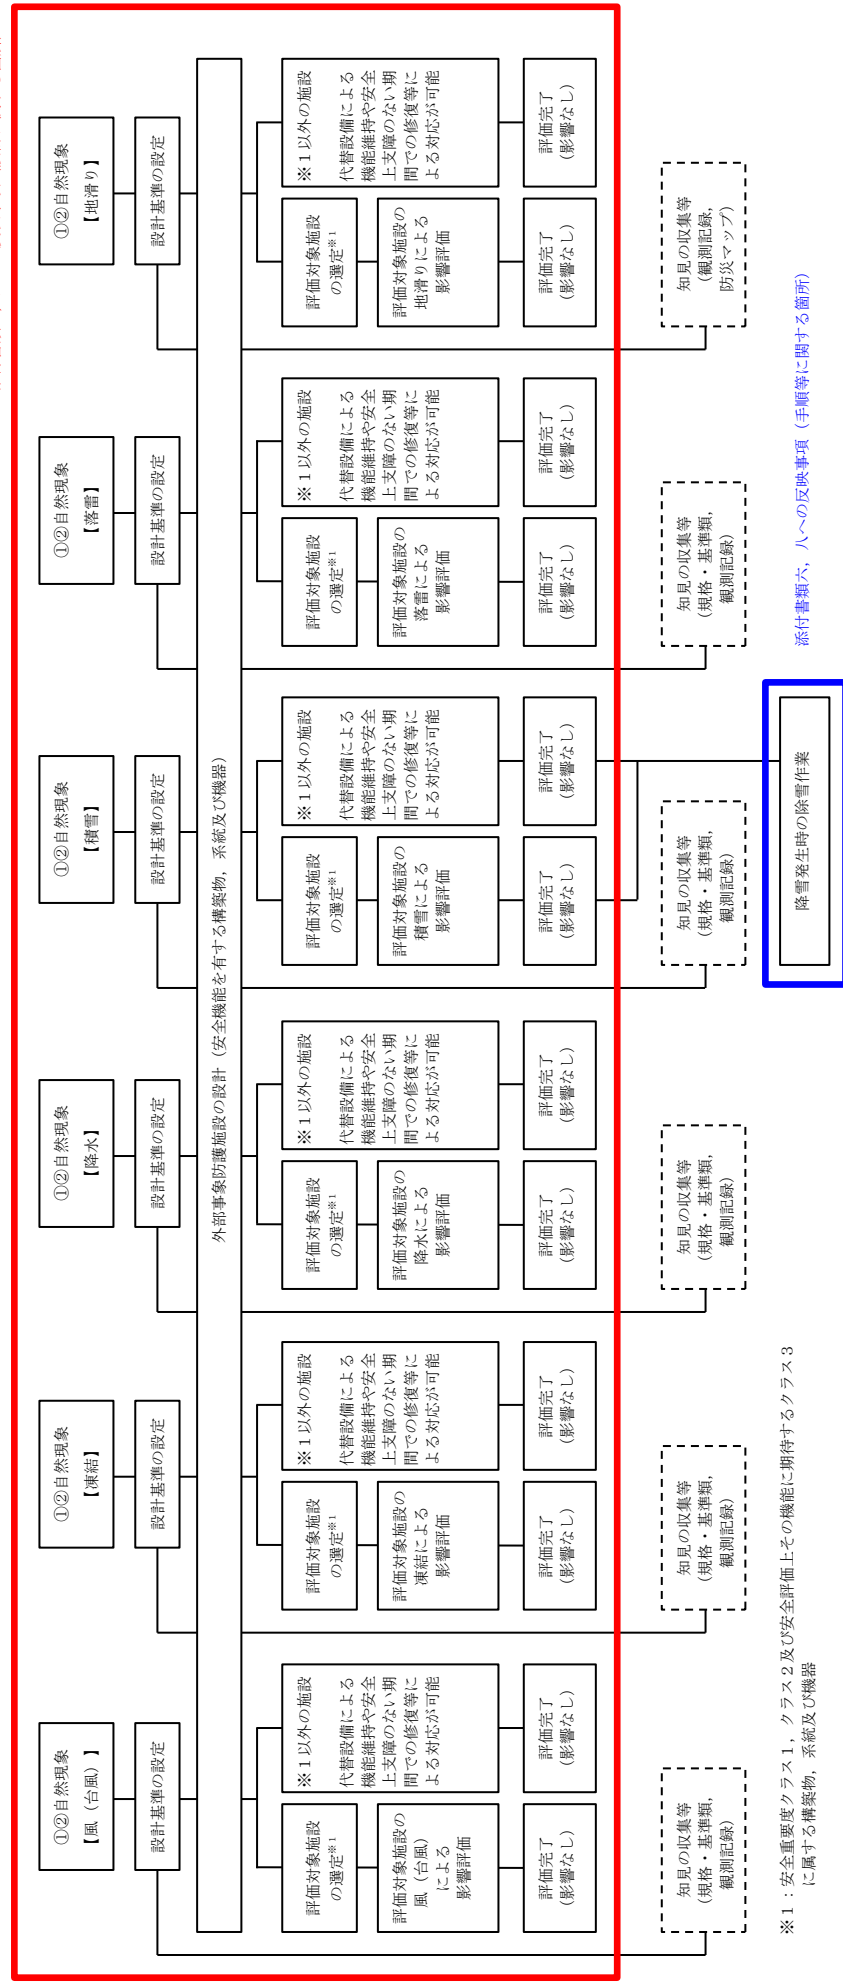 ①②自然現象
【風（台風）】
設計基準の設定
①②自然現象
【凍結】
設計基準の設定
①②自然現象
【降水】
設計基準の設定
①②自然現象
【積雪】
設計基準の設定
①②自然現象
【落雷】
設計基準の設定
①②自然現象
【地滑り】
設計基準の設定
外部事象防護施設の設計（安全機能を有する構築物，系統及び機器）
評価対象施設
の選定※1
※１以外の施設
代替設備による
機能維持や安全
上支障のない期
間での修復等に
よる対応が可能
評価対象施設の
風（台風）
による
影響評価
評価完了
(影響なし)
評価完了
(影響なし)
評価対象施設
の選定※1
※１以外の施設
代替設備による
機能維持や安全
上支障のない期
間での修復等に
よる対応が可能
評価対象施設の
凍結による
影響評価
評価完了
(影響なし)
評価完了
(影響なし)
評価対象施設
の選定※1
※１以外の施設
代替設備による
機能維持や安全
上支障のない期
間での修復等に
よる対応が可能
評価対象施設の
降水による
影響評価
評価完了
(影響なし)
評価完了
(影響なし)
評価対象施設
の選定※1
※１以外の施設
代替設備による
機能維持や安全
上支障のない期
間での修復等に
よる対応が可能
評価対象施設の
積雪による
影響評価
評価完了
(影響なし)
評価完了
(影響なし)
評価対象施設
の選定※1
※１以外の施設
代替設備による
機能維持や安全
上支障のない期
間での修復等に
よる対応が可能
評価対象施設の
落雷による
影響評価
評価完了
(影響なし)
評価完了
(影響なし)
評価対象施設
の選定※1
※１以外の施設
代替設備による
機能維持や安全
上支障のない期
間での修復等に
よる対応が可能
評価対象施設の
地滑りによる
影響評価
評価完了
(影響なし)
評価完了
(影響なし)
知見の収集等
(規格・基準類,
観測記録)
知見の収集等
(規格・基準類,
観測記録)
知見の収集等
(規格・基準類,
観測記録)
知見の収集等
(規格・基準類,
観測記録)
知見の収集等
(規格・基準類,
観測記録)
知見の収集等
(観測記録,
防災マップ)
降雪発生時の除雪作業
添付書類六，八への反映事項（手順等に関する箇所）
※１：安全重要度クラス１，クラス２及び安全評価上その機能に期待するクラス３
に属する構築物，系統及び機器